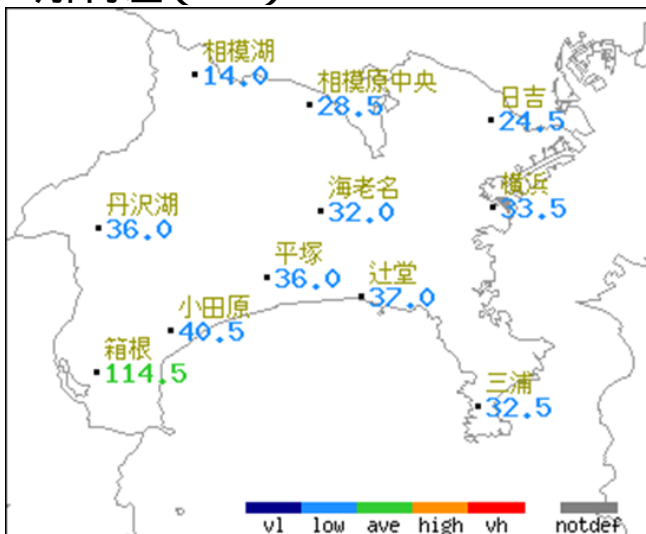 相模湖
14.0
相模原中央
28.5
日吉
24.5
海老名
32.0
横浜
33.5
丹沢湖
36.0
平塚
36.0
辻堂
37.0
小田原
40.5
箱根
114.5
三浦
32.5
vl low ave high vh notdef